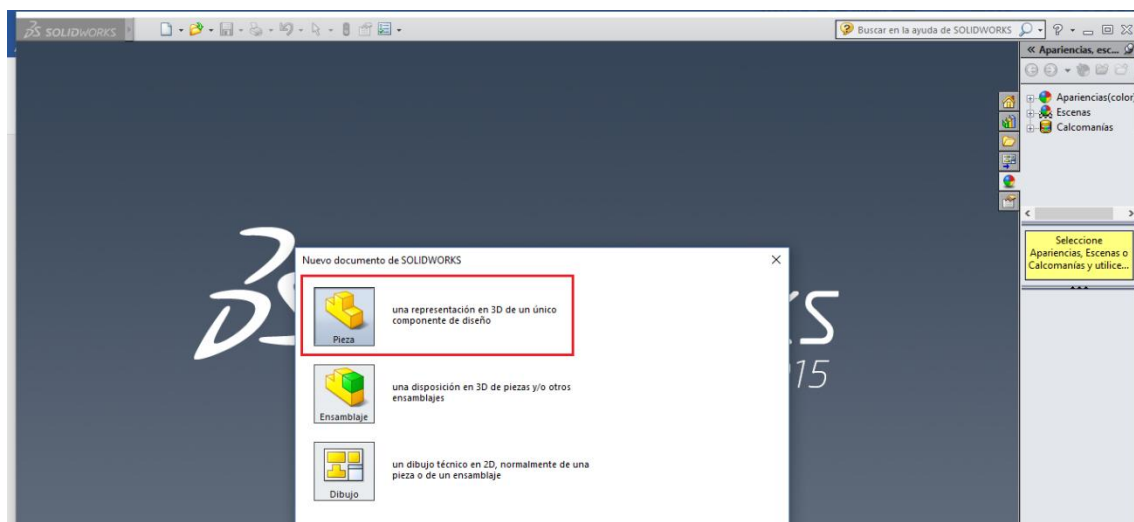 SOLIDWORKS
Buscar en la ayuda de SOLIDWORKS
Apariencias, esc...
Apariencias(color
Escenas
Calcomanías
Seleccione
Apariencias, Escenas o
Calcomanías y utilice...
Nuevo documento de SOLIDWORKS
Pieza
una representación en 3D de un único
componente de diseño
Ensamblaje
una disposición en 3D de piezas y/o otros
ensamblajes
Dibujo
un dibujo técnico en 2D, normalmente de una
pieza o de un ensamblaje
S
KS
15